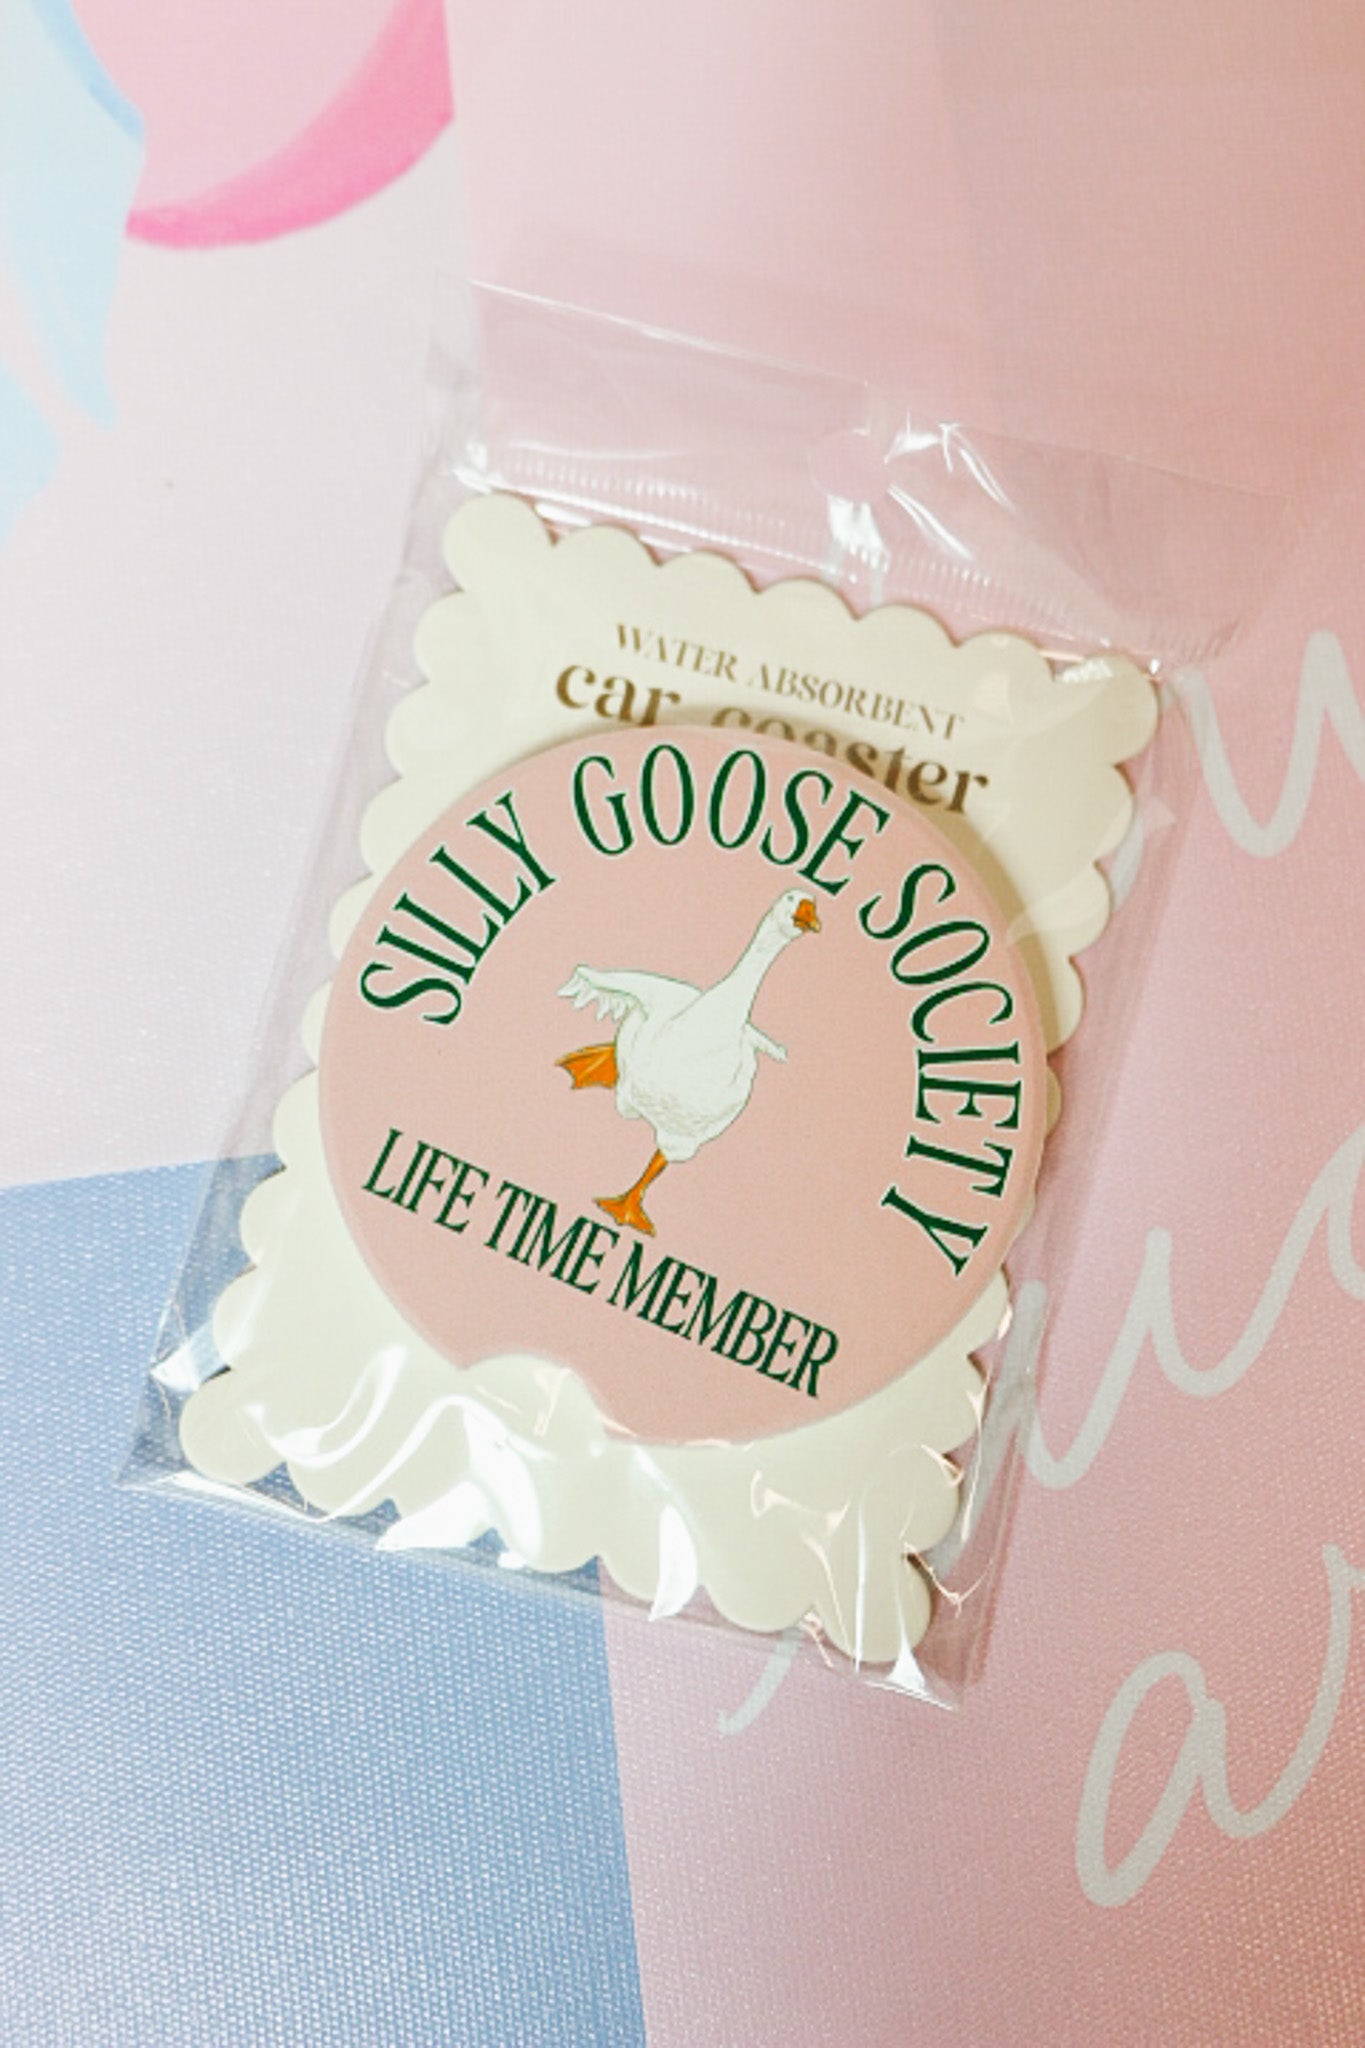 WATER ABSORBENT
car coaster
SILLY GOOSE SOCIETY
LIFE TIME MEMBER